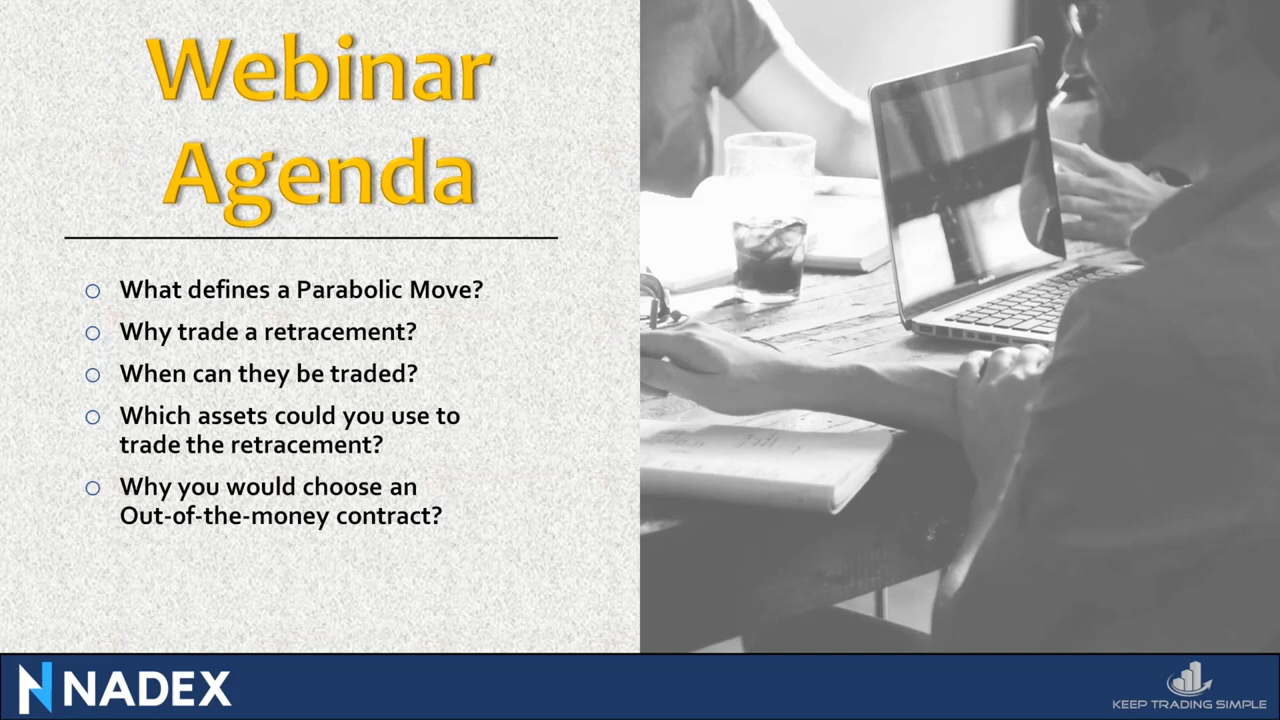 Webinar
Agenda
What defines a Parabolic Move?
Why trade a retracement?
When can they be traded?
Which assets could you use to
trade the retracement?
Why you would choose an
Out-of-the-money contract?
NADEX
KEEP TRADING SIMPLE